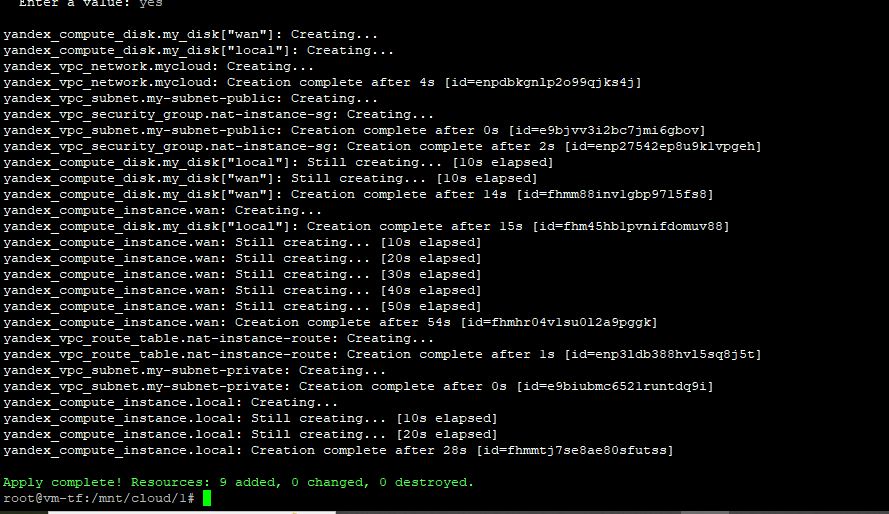 Enter a value: yes
yandex_compute_disk.my_disk["wan"]: Creating...
yandex_compute_disk.my_disk["local"]: Creating...
yandex_vpc_network.mycloud: Creating...
yandex_vpc_network.mycloud: Creation complete after 4s [id=enpdbkgnlp2o99qjks4j]
yandex_vpc_subnet.my-subnet-public: Creating...
yandex_vpc_security_group.nat-instance-sg: Creating...
yandex_vpc_subnet.my-subnet-public: Creation complete after 0s [id=e9bjvv3i2bc7jmi6gbov]
yandex_vpc_security_group.nat-instance-sg: Creation complete after 2s [id=enp27542ep8u9k1vpgeh]
yandex_compute_disk.my_disk["local"]: Still creating... [10s elapsed]
yandex_compute_disk.my_disk["wan"]: Still creating... [10s elapsed]
yandex_compute_disk.my_disk["wan"]: Creation complete after 14s [id=fhmm88inv1gbp9715fs8]
yandex_compute_instance.wan: Creating...
yandex_compute_disk.my_disk["local"]: Creation complete after 15s [id=fhm45hb1pvnifdomuv88]
yandex_compute_instance.wan: Still creating... [10s elapsed]
yandex_compute_instance.wan: Still creating... [20s elapsed]
yandex_compute_instance.wan: Still creating... [30s elapsed]
yandex_compute_instance.wan: Still creating... [40s elapsed]
yandex_compute_instance.wan: Still creating... [50s elapsed]
yandex_compute_instance.wan: Creation complete after 54s [id=fhmhr04v1su0l2a9pggk]
yandex_vpc_route_table.nat-instance-route: Creating...
yandex_vpc_route_table.nat-instance-route: Creation complete after 1s [id=enp3ldb388hvl5sq8j5t]
yandex_vpc_subnet.my-subnet-private: Creating...
yandex_vpc_subnet.my-subnet-private: Creation complete after 0s [id=e9biubmc652lruntdq9i]
yandex_compute_instance.local: Creating...
yandex_compute_instance.local: Still creating... [10s elapsed]
yandex_compute_instance.local: Still creating... [20s elapsed]
yandex_compute_instance.local: Creation complete after 28s [id=fhmmtj7se8ae80sfutss]
Apply complete! Resources: 9 added, 0 changed, 0 destroyed.
root@vm-tf:/mnt/cloud/1#